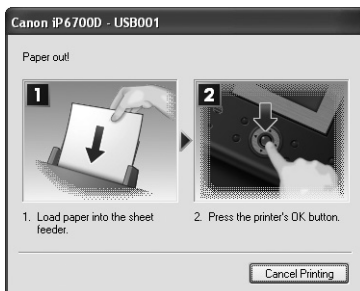 Canon iP6700D - USB001
Paper out!
1
2
1. Load paper into the sheet
feeder.
2. Press the printer's OK button.
Cancel Printing